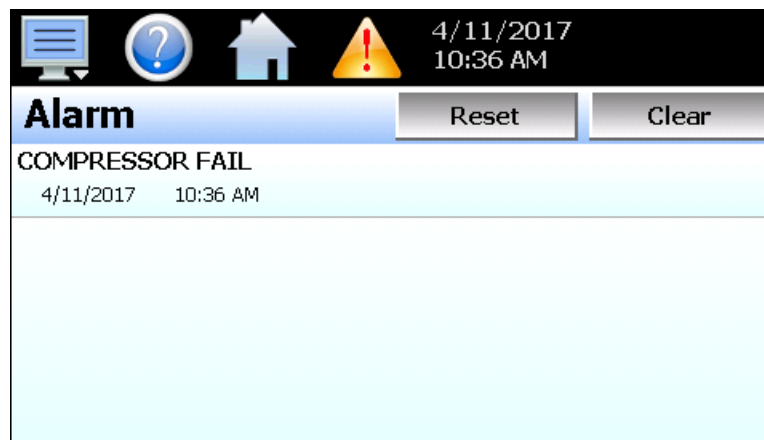 4/11/2017
10:36 AM
Alarm Reset Clear
COMPRESSOR FAIL
4/11/2017 10:36 AM